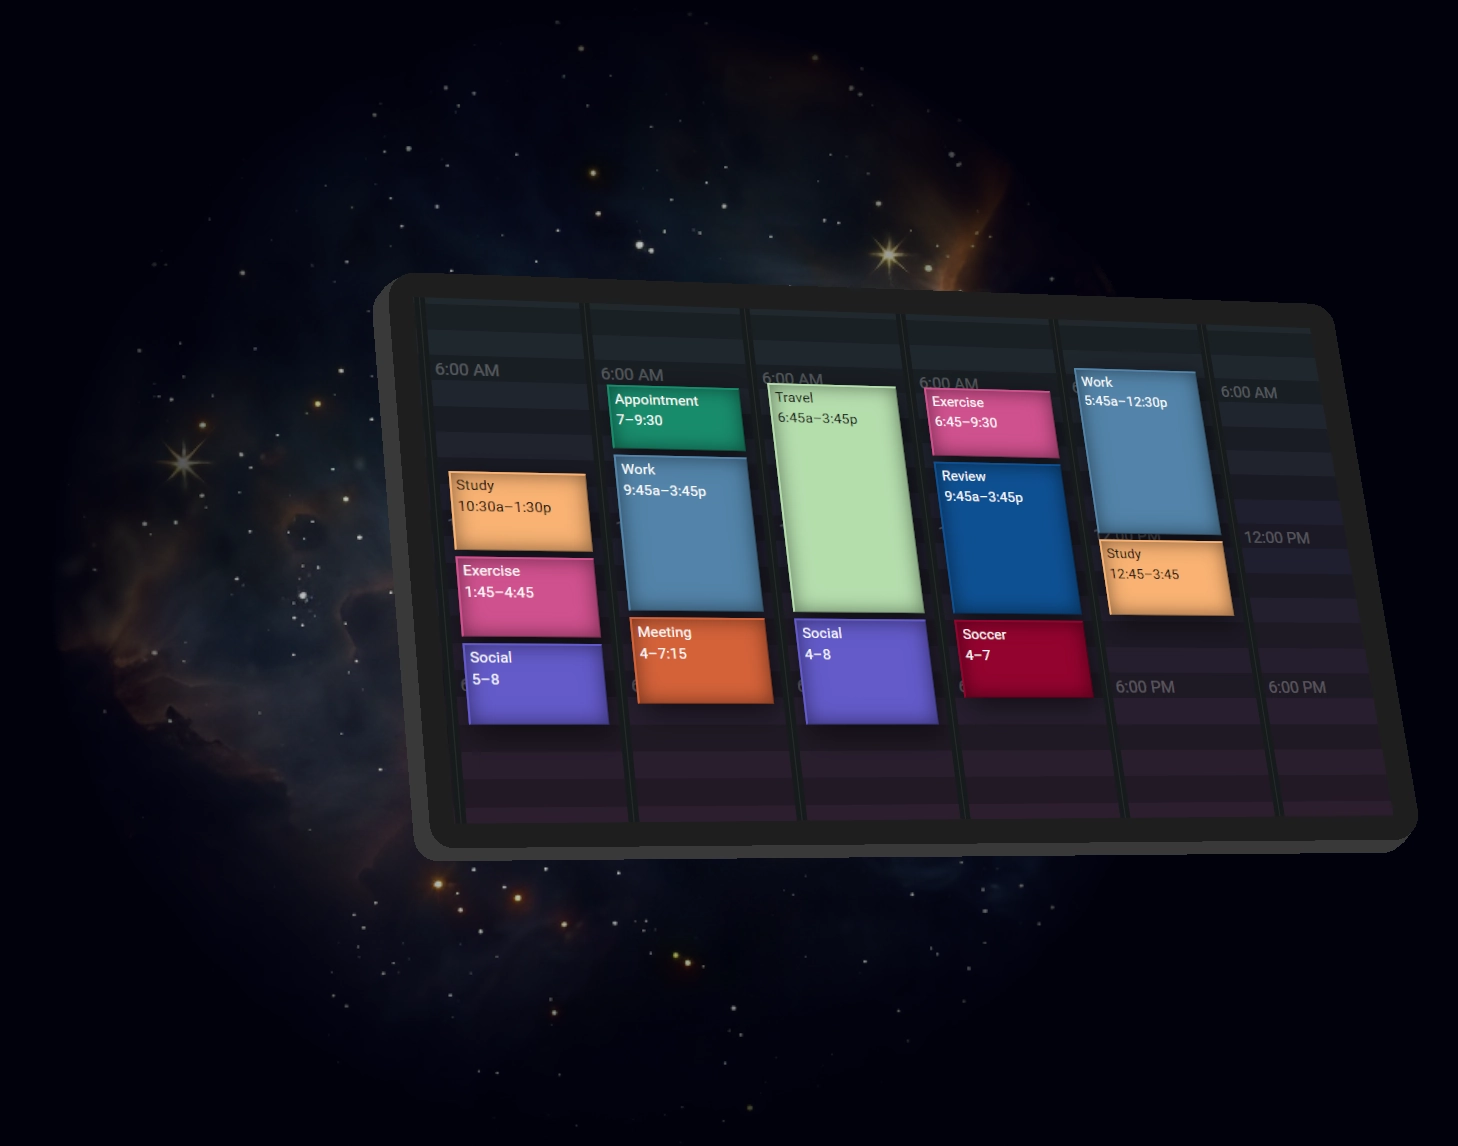 6:00 AM
Study
10:30a–1:30p
Exercise
1:45–4:45
Social
5–8
6:00 AM
Appointment
7–9:30
Work
9:45a–3:45p
Meeting
4–7:15
6:00 AM
Travel
6:45a–3:45p
Social
4–8
6:00 AM
Exercise
6:45–9:30
Review
9:45a–3:45p
Soccer
4–7
Work
5:45a–12:30p
12:00 PM
Study
12:45–3:45
6:00 PM
6:00 AM
12:00 PM
6:00 PM